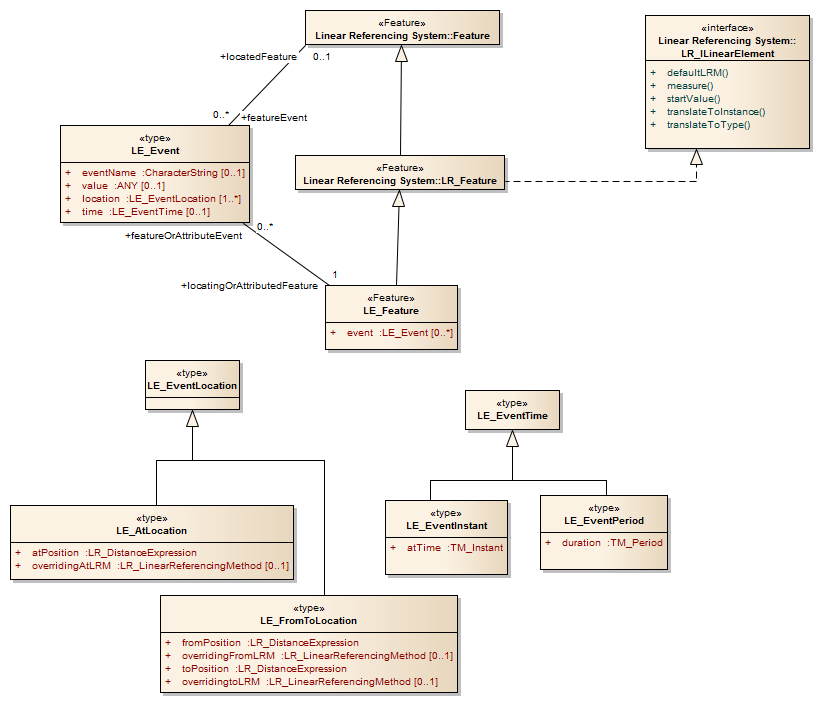 «Feature»
Linear Referencing System::Feature
«interface»
Linear Referencing System::
LR_ILinearElement
+ defaultLRM()
+ measure()
+ startValue()
+ translateToInstance()
+ translateToType()
+locatedFeature
0..1
0..*
+featureEvent
«type»
LE_Event
+ eventName :CharacterString [0..1]
+ value :ANY [0..1]
+ location :LE_EventLocation [1..*]
+ time :LE_EventTime [0..1]
«Feature»
Linear Referencing System::LR_Feature
0..*
+featureOrAttributeEvent
1
+locatingOrAttributedFeature
«Feature»
LE_Feature
+ event :LE_Event [0..*]
«type»
LE_EventLocation
«type»
LE_EventTime
«type»
LE_AtLocation
+ atPosition :LR_DistanceExpression
+ overridingAtLRM :LR_LinearReferencingMethod [0..1]
«type»
LE_EventInstant
+ atTime :TM_Instant
«type»
LE_EventPeriod
+ duration :TM_Period
«type»
LE_FromToLocation
+ fromPosition :LR_DistanceExpression
+ overridingFromLRM :LR_LinearReferencingMethod [0..1]
+ toPosition :LR_DistanceExpression
+ overridingtoLRM :LR_LinearReferencingMethod [0..1]